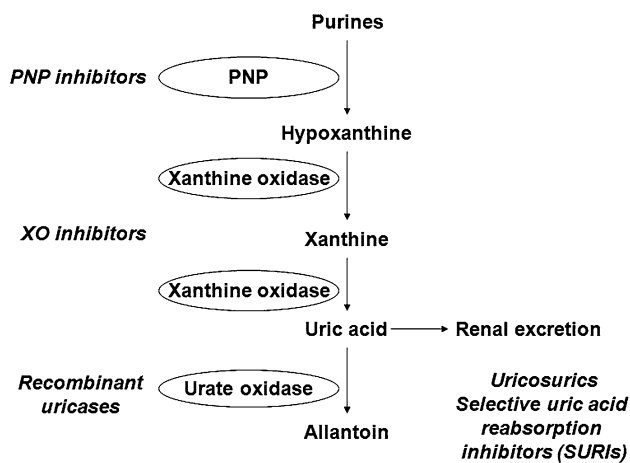 Purines
PNP inhibitors
PNP
Hypoxanthine
Xanthine oxidase
XO inhibitors
Xanthine
Xanthine oxidase
Uric acid
Renal excretion
Recombinant
uricases
Urate oxidase
Allantoin
Uricosurics
Selective uric acid
reabsorption
inhibitors (SURIs)